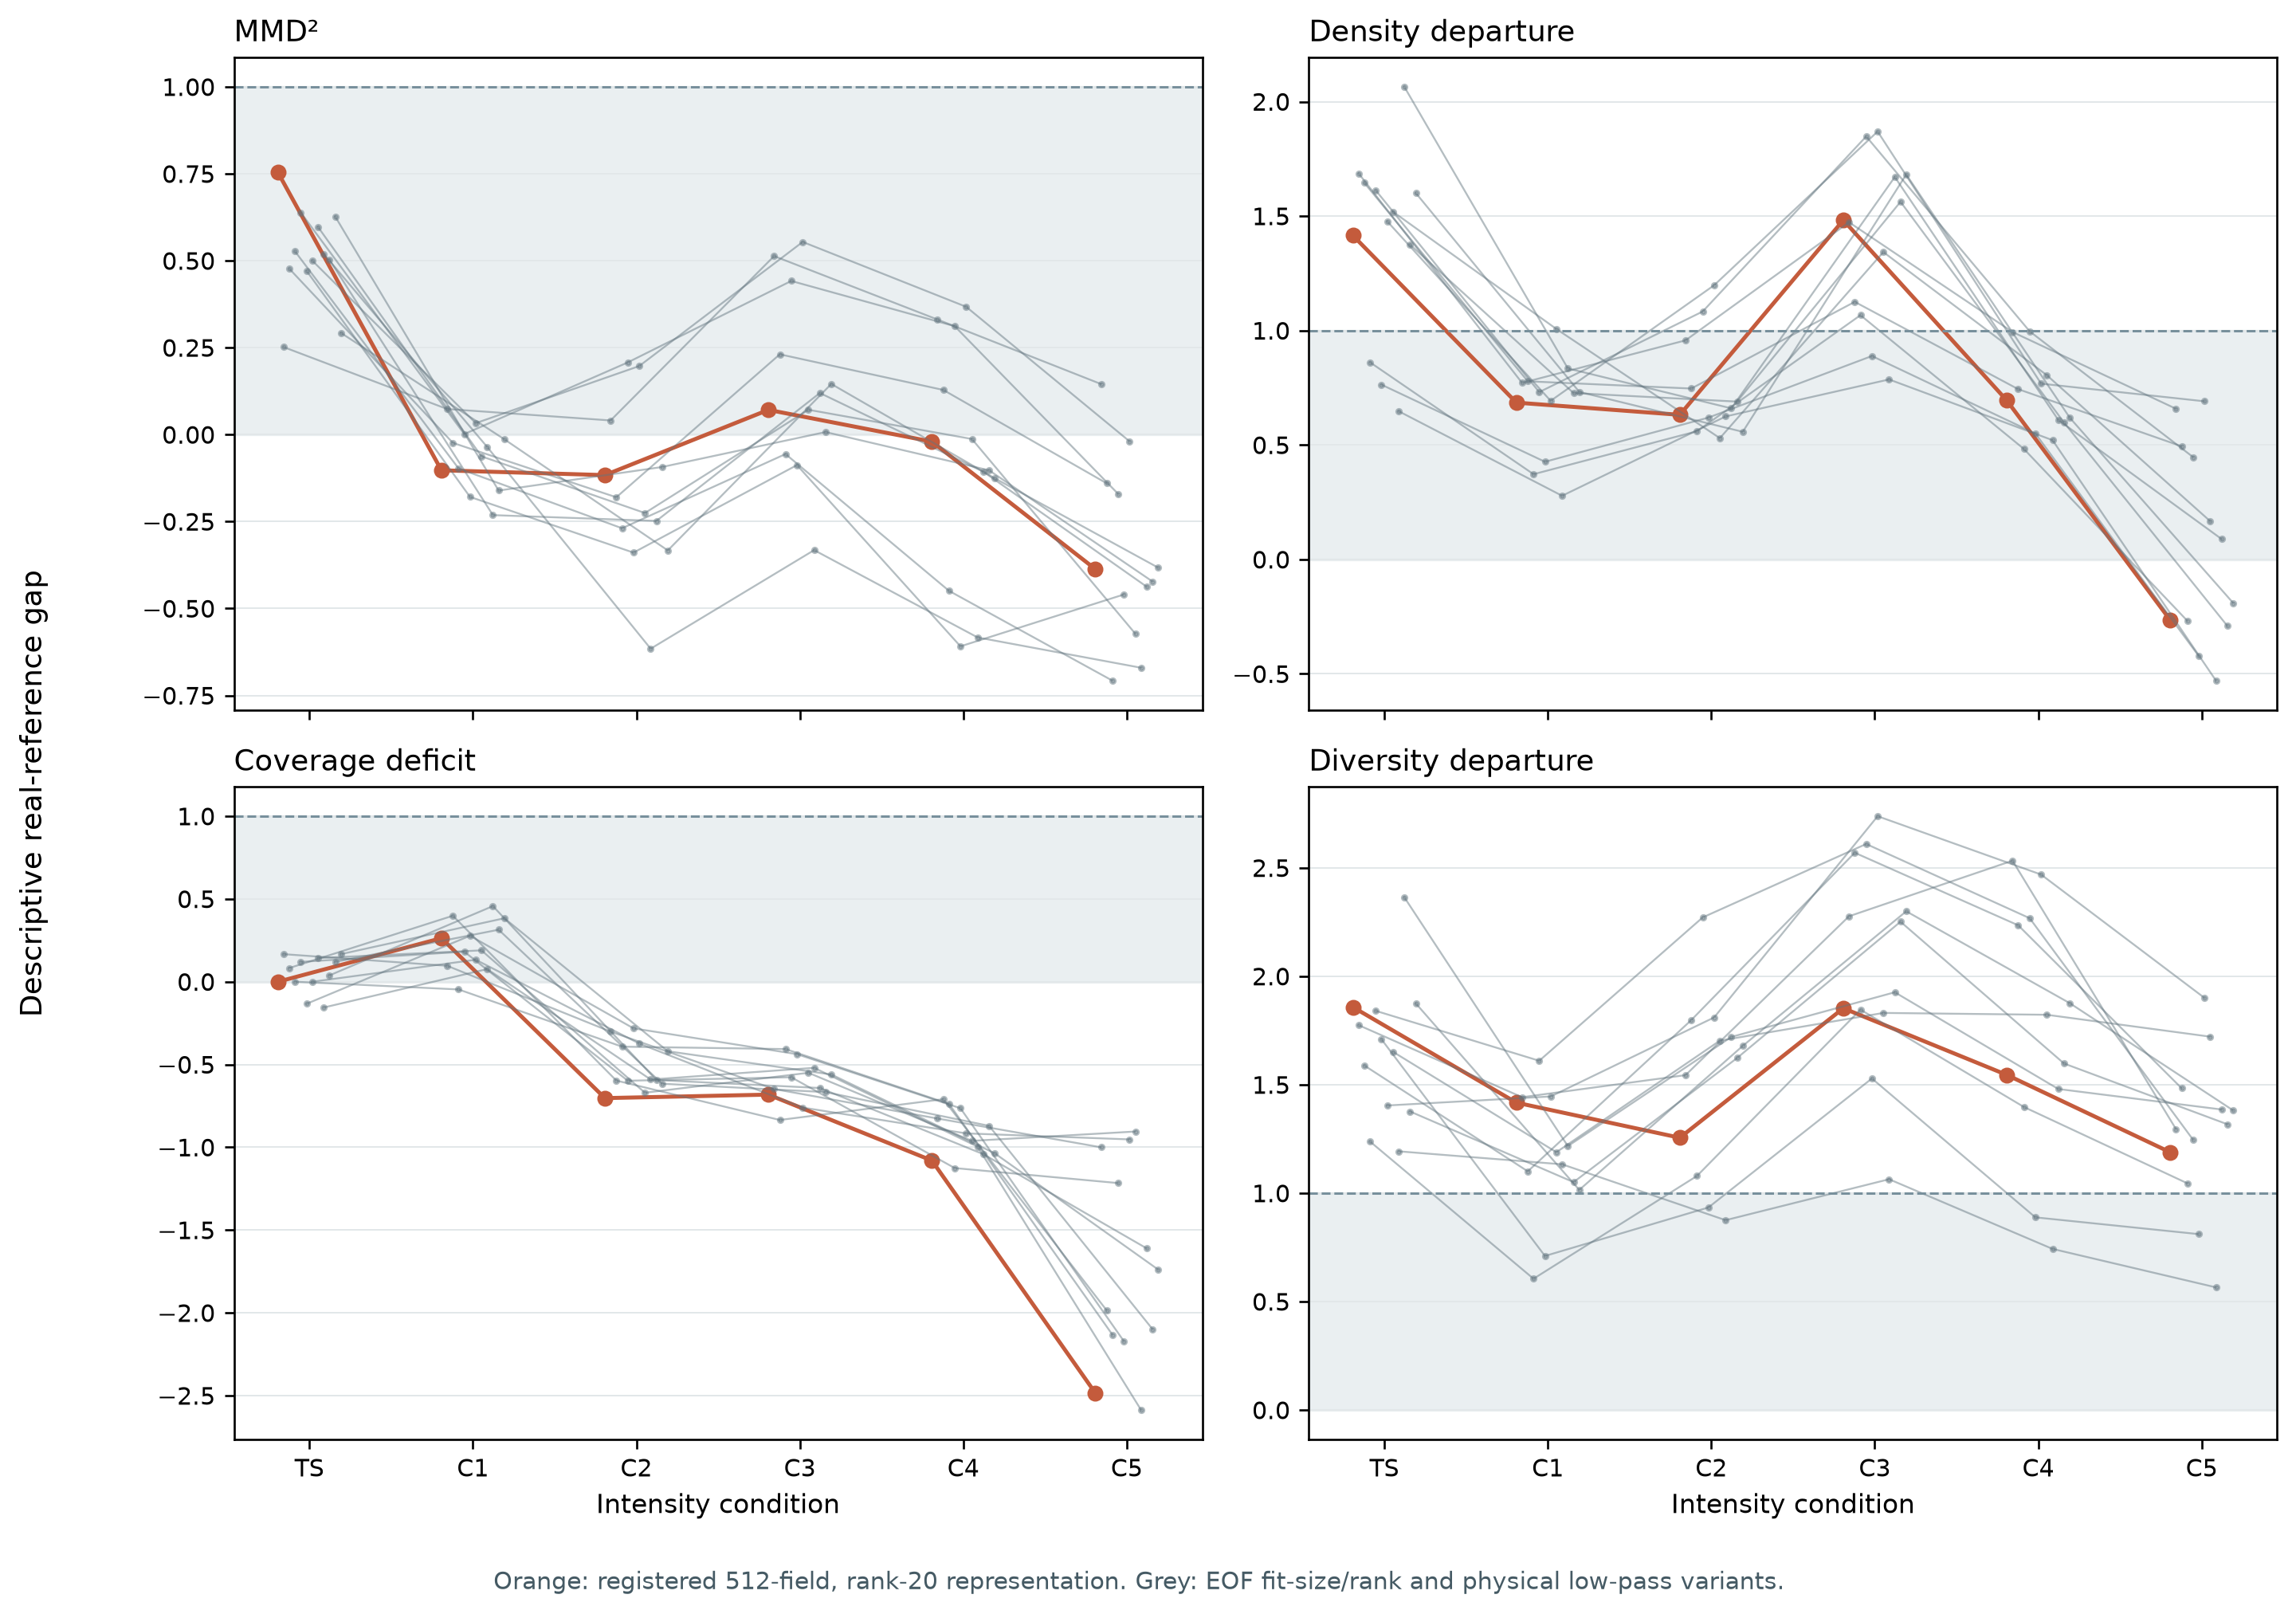 MMD²
1.00
0.75
0.50
0.25
0.00
−0.25
−0.50
−0.75
Density departure
2.0
1.5
1.0
0.5
0.0
−0.5
Descriptive real-reference gap
Coverage deficit
1.0
0.5
0.0
−0.5
−1.0
−1.5
−2.0
−2.5
TS C1 C2 C3 C4 C5
Intensity condition
Diversity departure
2.5
2.0
1.5
1.0
0.5
0.0
TS C1 C2 C3 C4 C5
Intensity condition
Orange: registered 512-field, rank-20 representation. Grey: EOF fit-size/rank and physical low-pass variants.